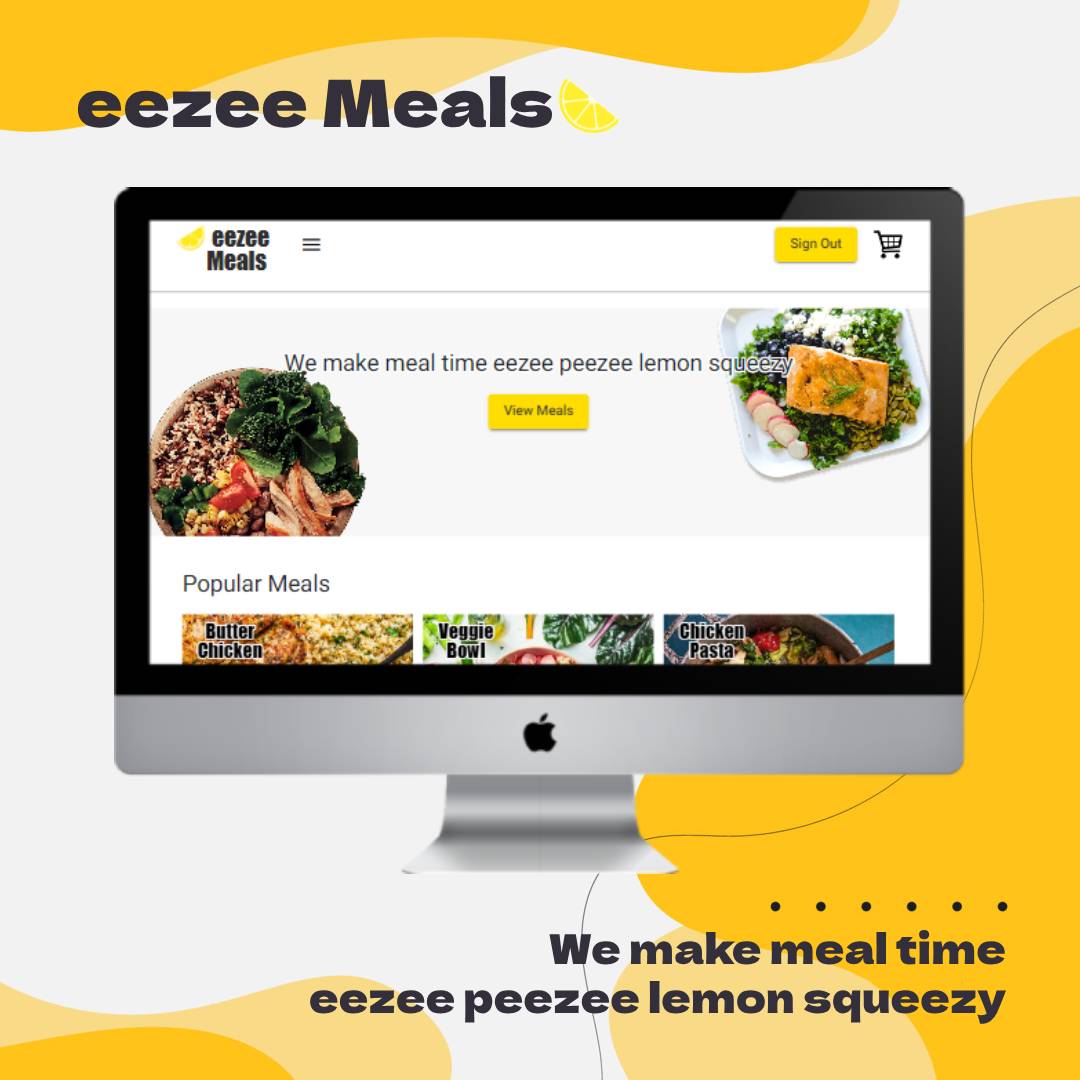 eezee Meals
eezee
Meals
Sign Out
We make meal time eezee peezee lemon squeezy
View Meals
Popular Meals
Butter
Chicken
Veggie
Bowl
Chicken
Pasta
We make meal time
eezee peezee lemon squeezy